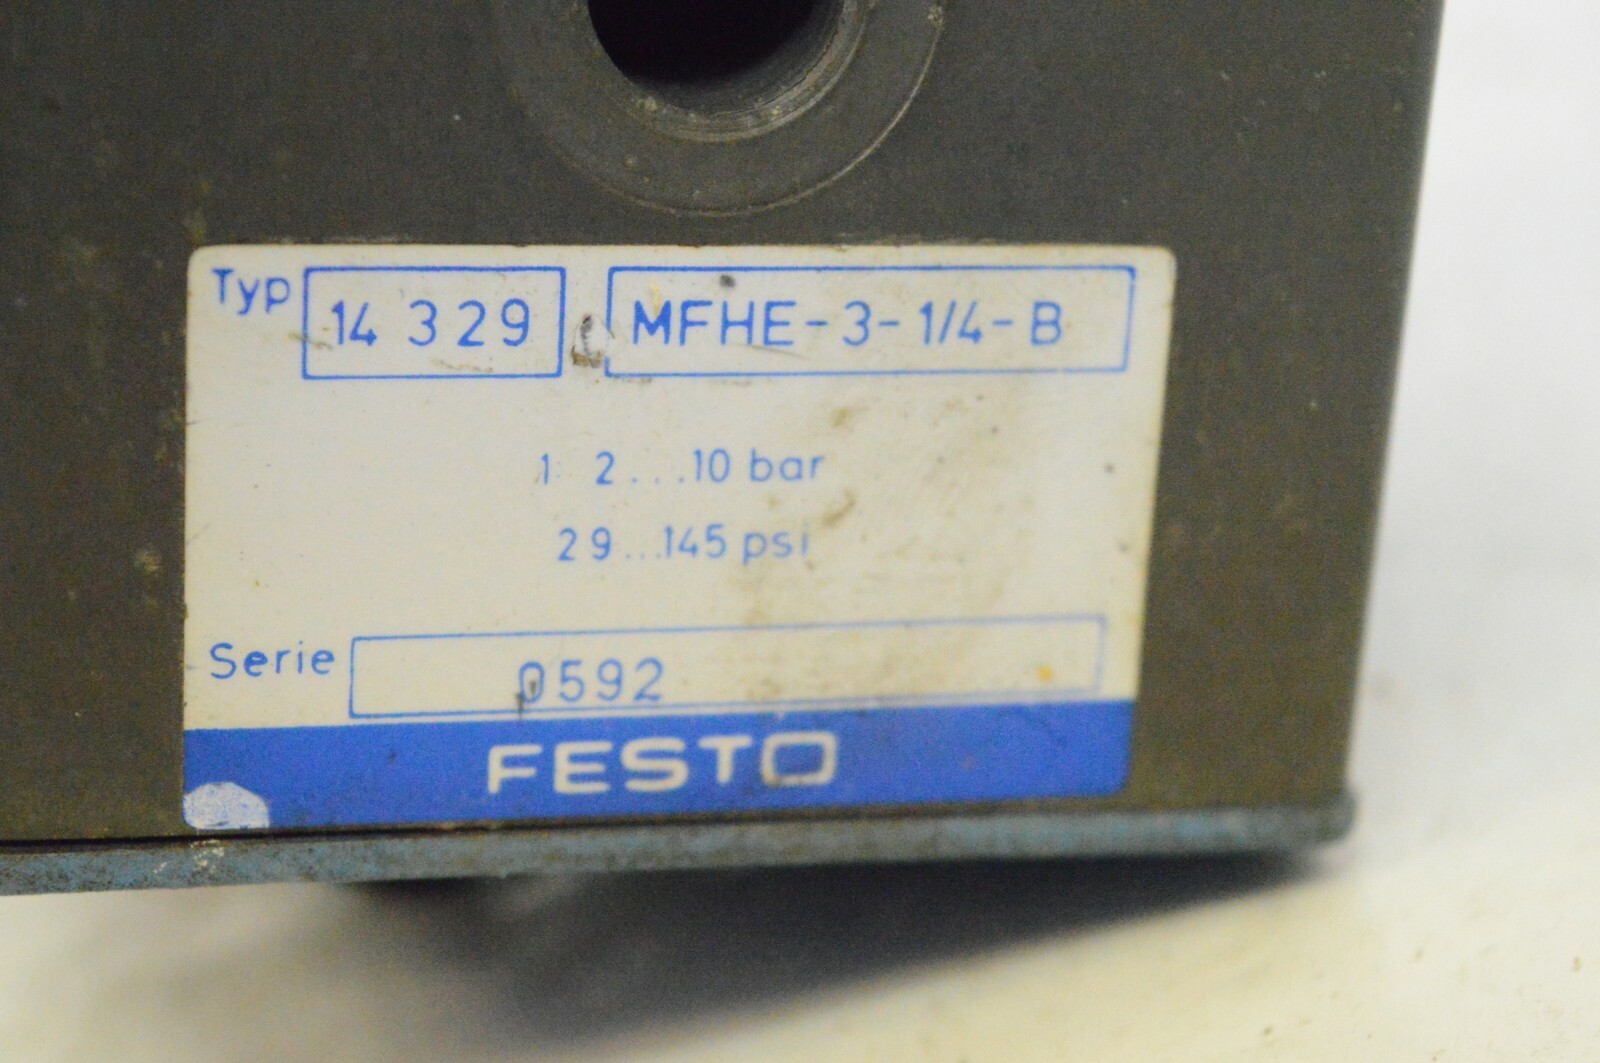 Typ 14 329 MFHE-3-1/4-B
1 2...10 bar
29...145 psi
Serie 0592
FESTO